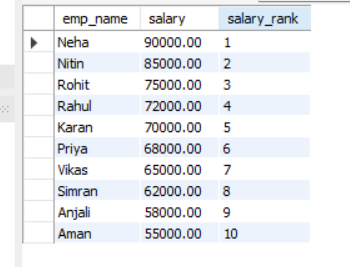 emp_name salary salary_rank
Neha 90000.00 1
Nitin 85000.00 2
Rohit 75000.00 3
Rahul 72000.00 4
Karan 70000.00 5
Priya 68000.00 6
Vikas 65000.00 7
Simran 62000.00 8
Anjali 58000.00 9
Aman 55000.00 10